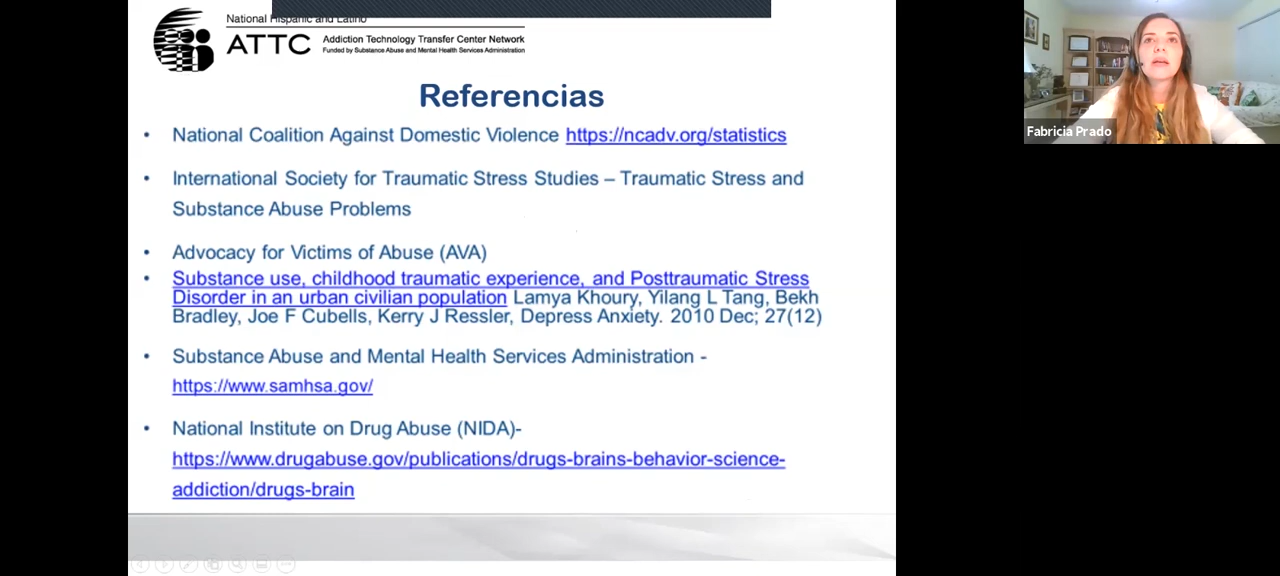 National Hispanic and Latino
ATTC
Addiction Technology Transfer Center Network
Funded by Substance Abuse and Mental Health Services Administration
Referencias
• National Coalition Against Domestic Violence https://ncadv.org/statistics
• International Society for Traumatic Stress Studies – Traumatic Stress and
Substance Abuse Problems
• Advocacy for Victims of Abuse (AVA)
• Substance use, childhood traumatic experience, and Posttraumatic Stress
Disorder in an urban civilian population Lamya Khoury, Yilang L Tang, Bekh
Bradley, Joe F Cubells, Kerry J Ressler, Depress Anxiety. 2010 Dec; 27(12)
• Substance Abuse and Mental Health Services Administration -
https://www.samhsa.gov/
• National Institute on Drug Abuse (NIDA)-
https://www.drugabuse.gov/publications/drugs-brains-behavior-science-
addiction/drugs-brain
Fabricia Prado